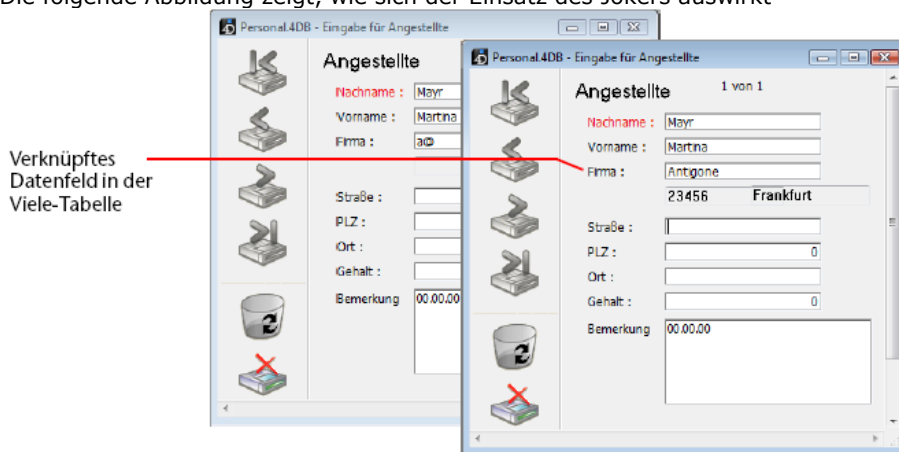 Die folgende Abbildung zeigt, wie sich der Einsatz des Jokers auswirkt
Personal.4DB - Eingabe für Angestellte
Angestellte
Nachname : Mayr
Vorname : Martina
Firma : a@
Straße :
PLZ :
Ort :
Gehalt :
Bemerkung 00.00.00
Verknüpftes
Datenfeld in der
Viele-Tabelle
Personal.4DB - Eingabe für Angestellte
Angestellte 1 von 1
Nachname : Mayr
Vorname : Martina
Firma : Antigone
23456 Frankfurt
Straße :
PLZ : 0
Ort :
Gehalt : 0
Bemerkung 00.00.00